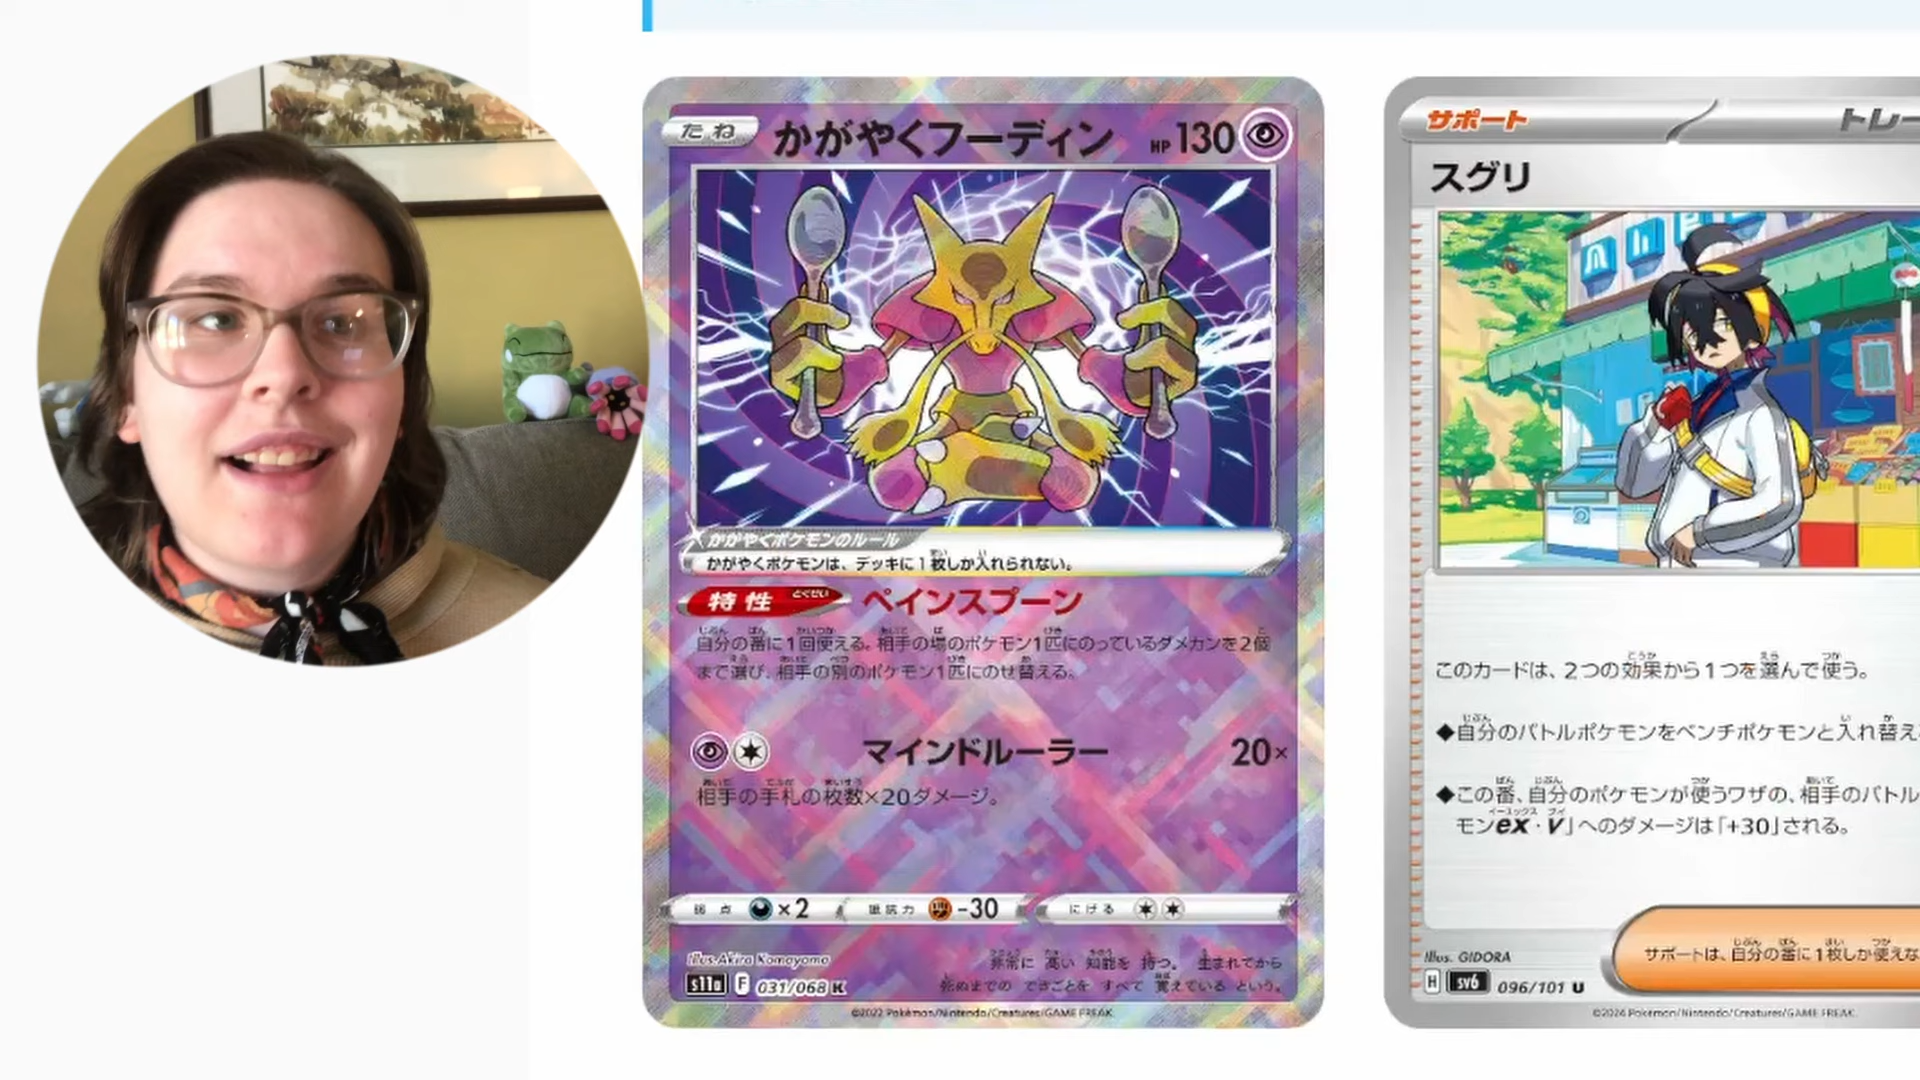 たね かがやくフーディン HP130
かがやくポケモンのルール
かがやくポケモンは、デッキに1枚しか入れられない。
特性 とくせい ペインスプーン
自分の番に1回使える。相手の場のポケモン1匹にのっているダメカンを2個
まで選び、相手の別のポケモン1匹にのせ替える。
マインドルーラー 20×
相手の手札の枚数×20ダメージ。
弱点 ×2 抵抗力 -30 にげる
Illus. Akira Komayama
非常に 高い 知能を 持つ。 生まれてから
死ぬまでの できごとを すべて 覚えている という。
s11a F 031/068 K
©2022 Pokémon/Nintendo/Creatures/GAME FREAK.
サポート トレー
スグリ
このカードは、2つの効果から1つを選んで使う。
◆自分のバトルポケモンをベンチポケモンと入れ替え
◆この番、自分のポケモンが使うワザの、相手のバトル
モンex・V」へのダメージは「+30」される。
サポートは、自分の番に1枚しか使えな
Illus. GIDORA
H sv6 096/101 U
©2024 Pokémon/Nintendo/Creatures/GAME FREAK.